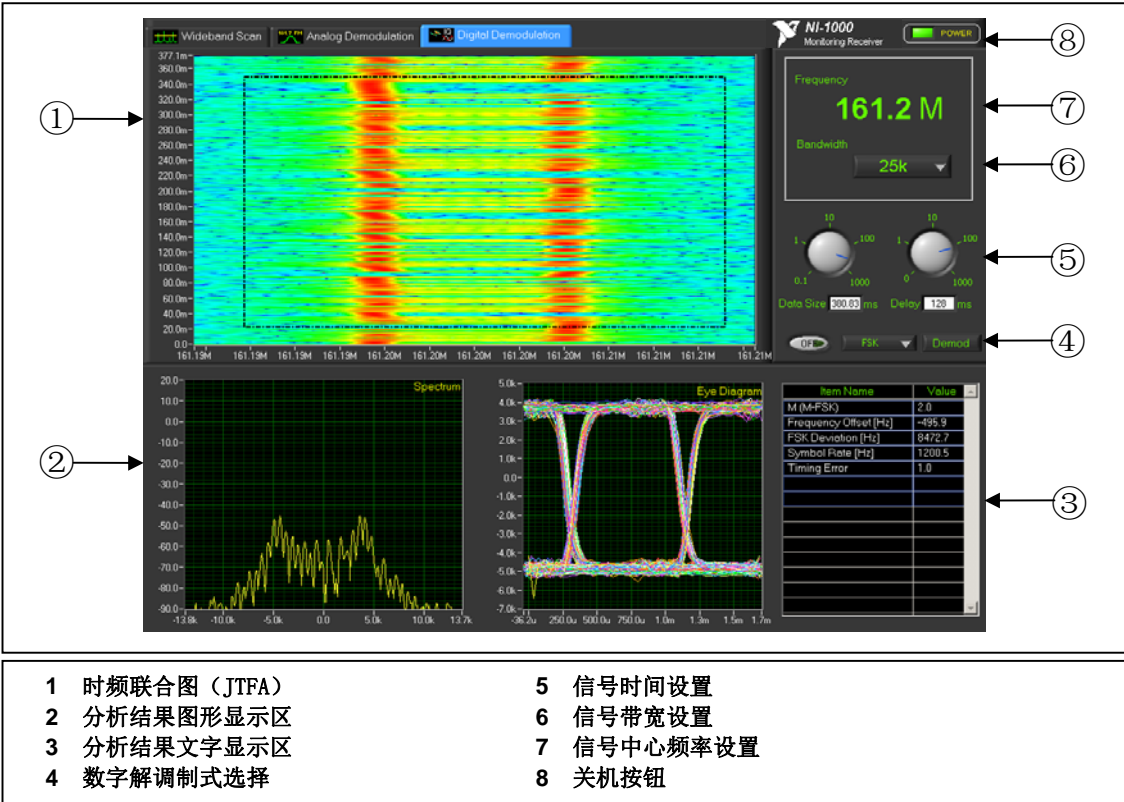 Wideband Scan
Analog Demodulation
Digital Demodulation
NI-1000
Monitoring Receiver
POWER
⑧
377.1m
360.0m
340.0m
320.0m
300.0m
280.0m
260.0m
240.0m
220.0m
200.0m
180.0m
160.0m
140.0m
120.0m
100.0m
80.0m
60.0m
40.0m
20.0m
0.0
161.19M 161.19M 161.19M 161.19M 161.20M 161.20M 161.20M 161.20M 161.21M 161.21M 161.21M 161.21M
①
Frequency
161.2 M
⑦
Bandwidth
25k
⑥
10
1 100
0.1 1000
10
1 100
0 1000
⑤
Data Size 380.83 ms
Delay 128 ms
OFF
FSK
Demod
④
②
Spectrum
20.0
10.0
0.0
-10.0
-20.0
-30.0
-50.0
-60.0
-80.0
-90.0
-13.8k -10.0k -5.0 0.0 5.0k 10.0k 13.7k
Eye Diagram
5.0k
4.0k
3.0k
2.0k
1.0k
0.0
-1.0k
-2.0k
-3.0k
-4.0k
-5.0k
-6.0k
-7.0k
-36.2u 250.0u 500.0u 750.0u 1.0m 1.3m 1.5m 1.7m
Item Name Value
M (M-FSK) 2.0
Frequency Offset [Hz] -495.9
FSK Deviation [Hz] 8472.7
Symbol Rate [Hz] 1200.5
Timing Error 1.0
③
1 时频联合图（JTFA）
2 分析结果图形显示区
3 分析结果文字显示区
4 数字解调制式选择
5 信号时间设置
6 信号带宽设置
7 信号中心频率设置
8 关机按钮